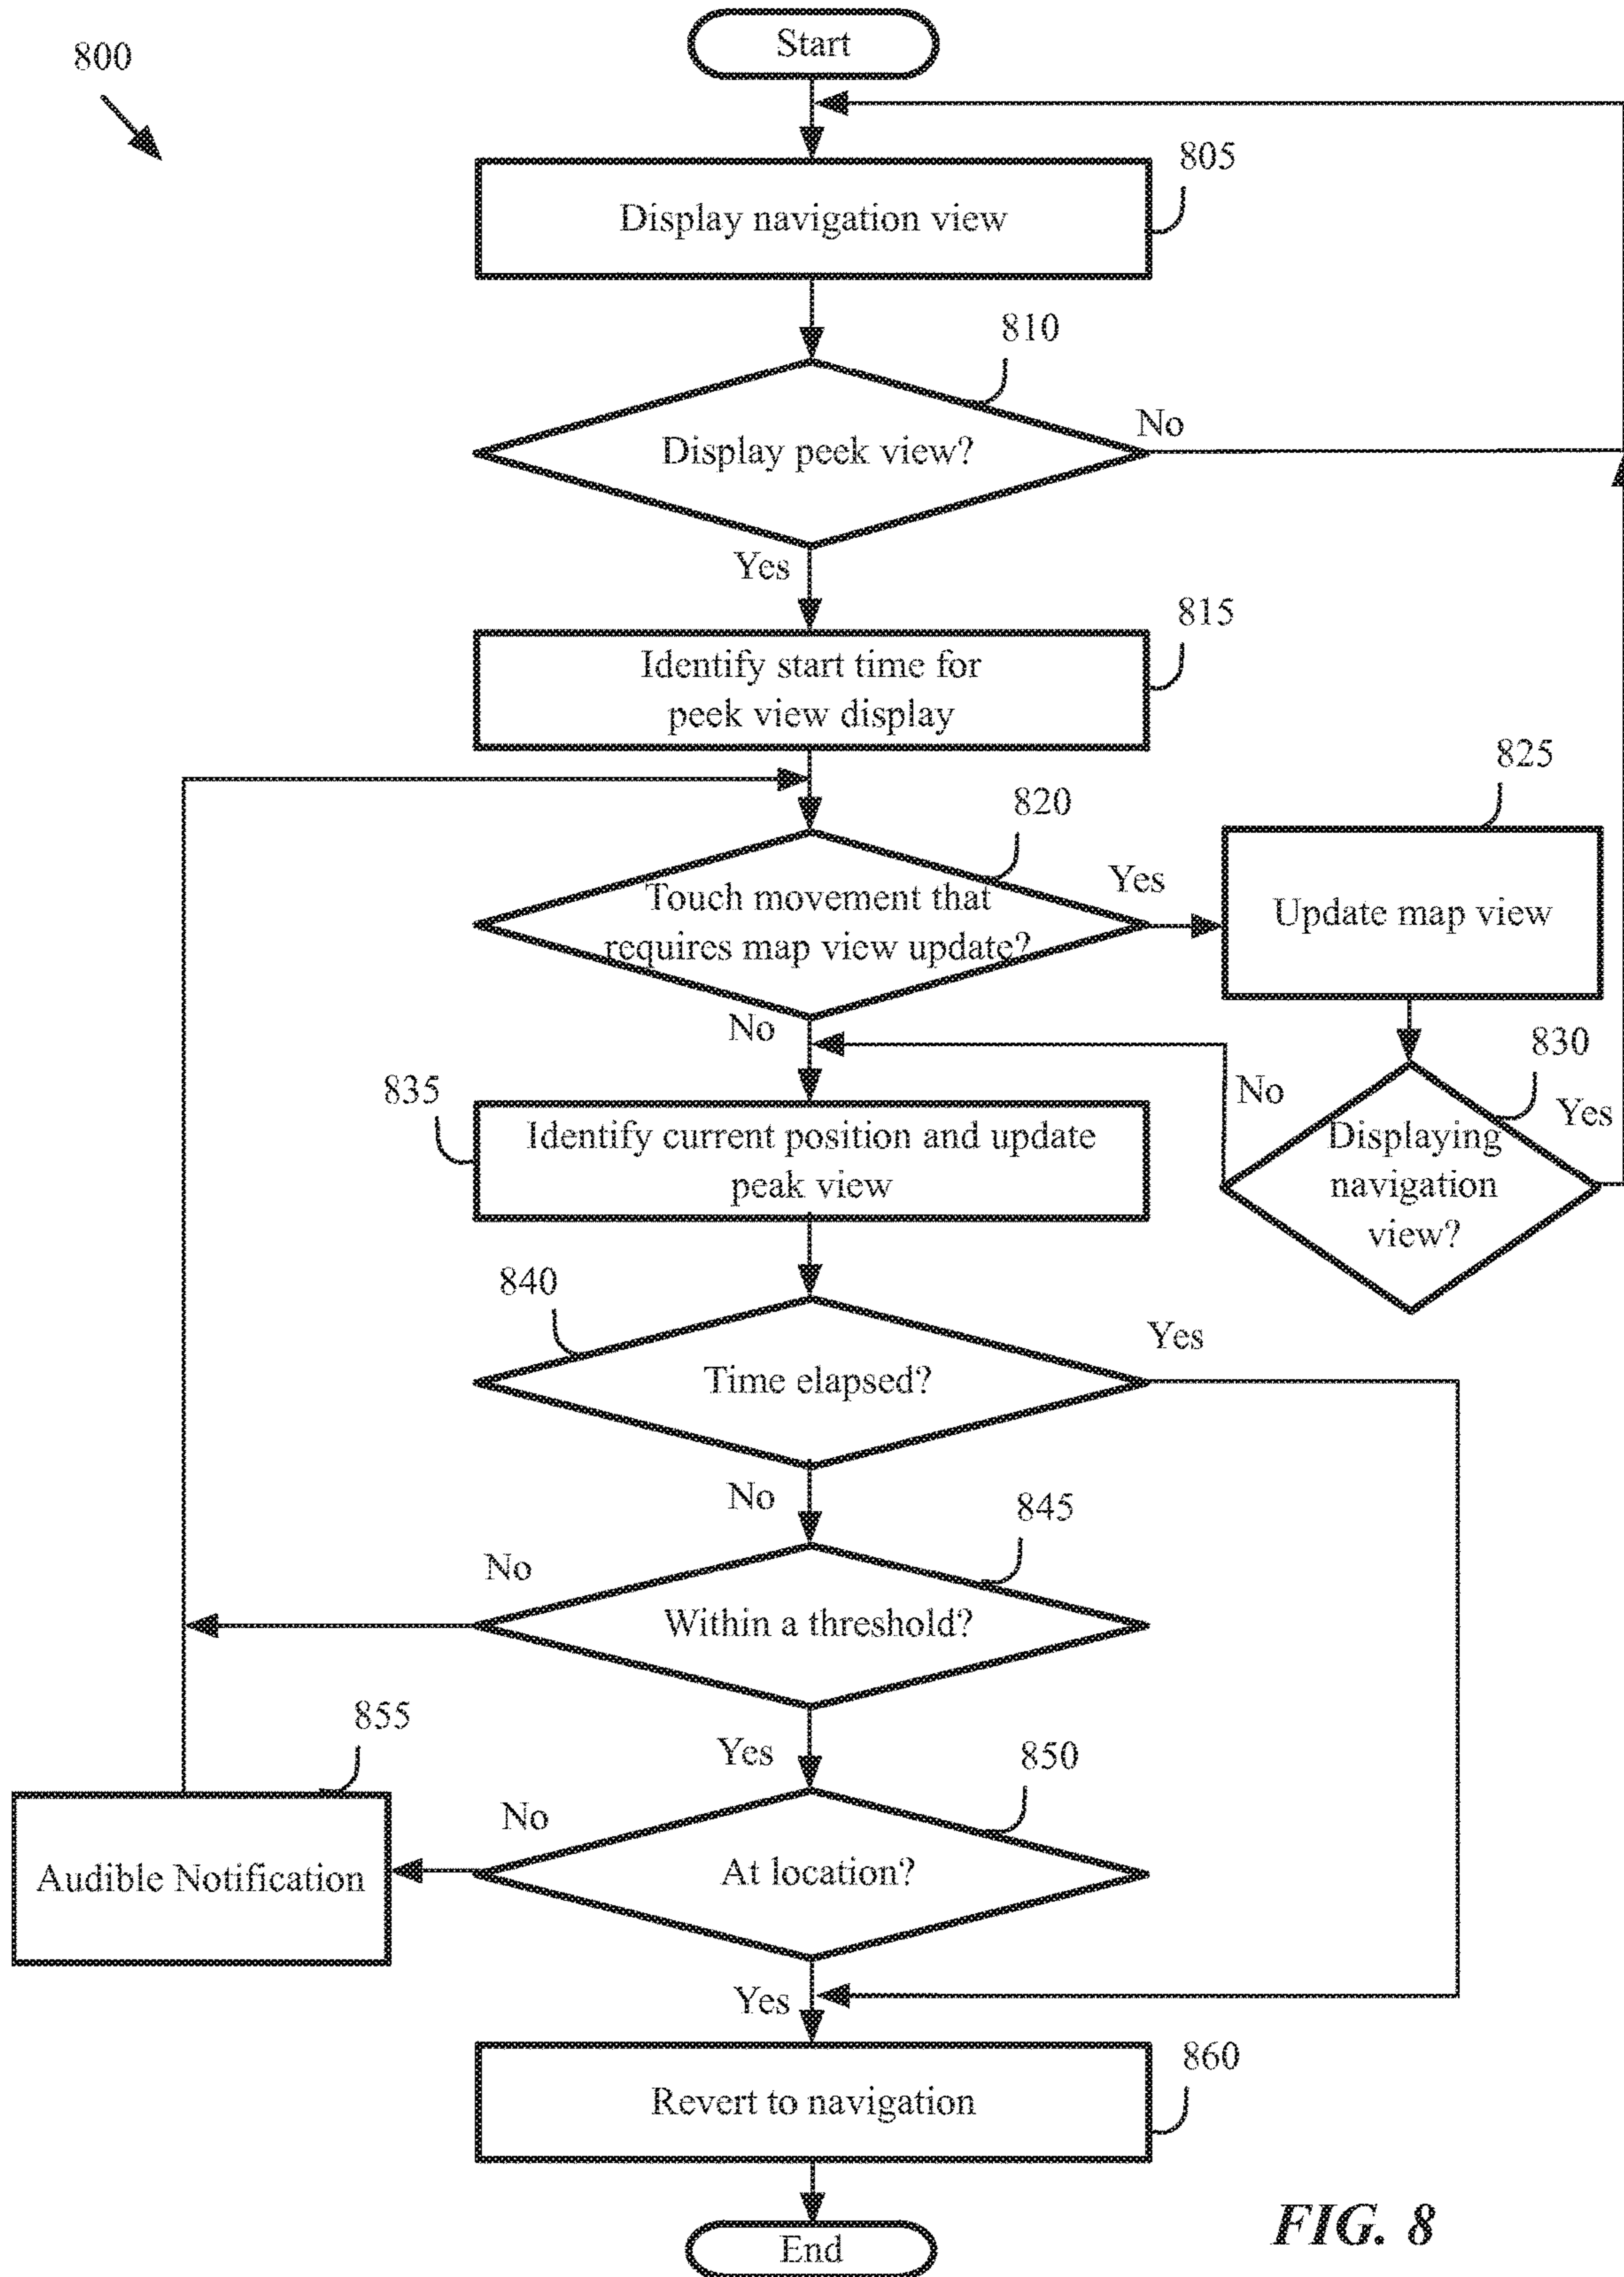 800
Start
805
Display navigation view
810
Display peek view?
No
Yes
815
Identify start time for
peek view display
820
825
Touch movement that
requires map view update?
Yes
Update map view
No
830
835
Identify current position and update
peak view
No
Displaying
navigation
view?
Yes
840
Time elapsed?
Yes
No
845
Within a threshold?
No
Yes
850
855
At location?
No
Audible Notification
Yes
860
Revert to navigation
End
FIG. 8